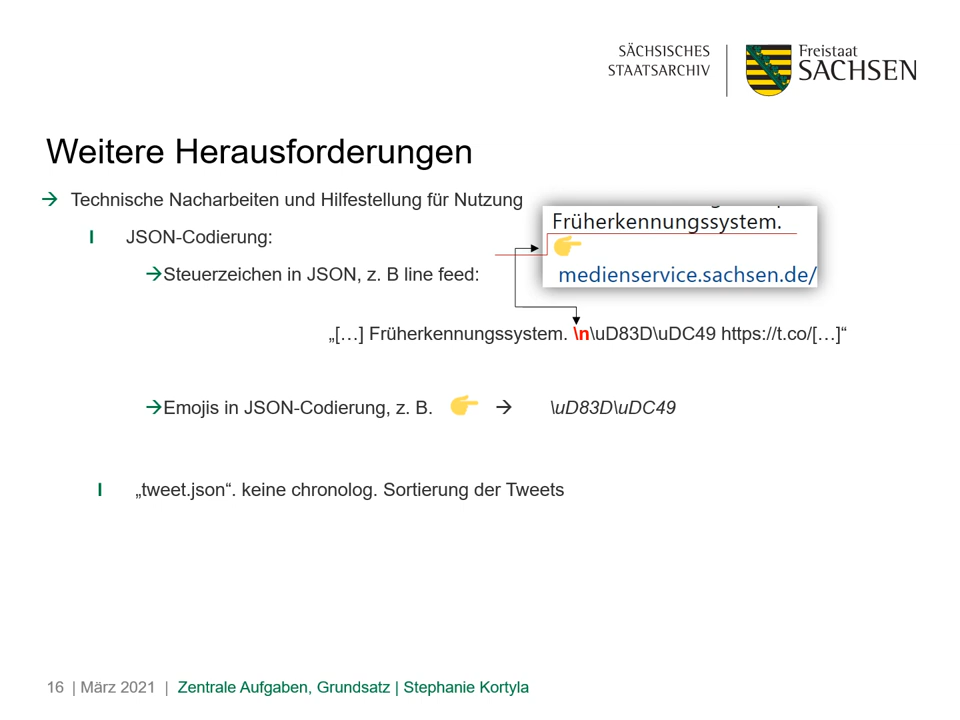 SÄCHSISCHES
STAATSARCHIV
Freistaat
SACHSEN
Weitere Herausforderungen
→ Technische Nacharbeiten und Hilfestellung für Nutzung
I JSON-Codierung:
→Steuerzeichen in JSON, z. B line feed:
Früherkennungssystem.
👉
medienservice.sachsen.de/
„[…] Früherkennungssystem. \n\uD83D\uDC49 https://t.co/[…]“
→Emojis in JSON-Codierung, z. B. 👉 → \uD83D\uDC49
I „tweet.json“. keine chronolog. Sortierung der Tweets
16 | März 2021 | Zentrale Aufgaben, Grundsatz | Stephanie Kortyla